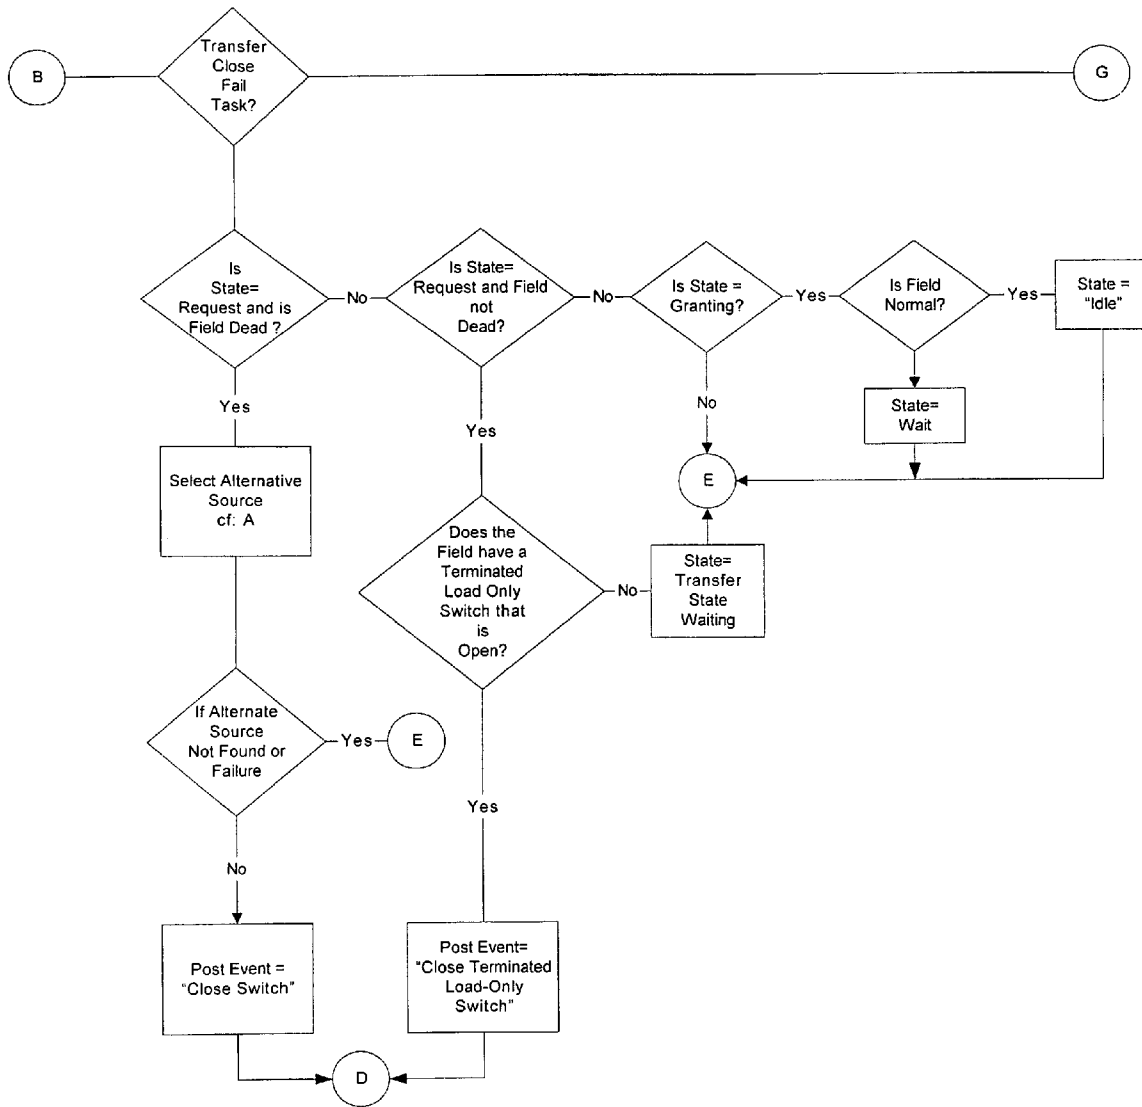 B
Transfer
Close
Fail
Task?
G
Is
State=
Request and is
Field Dead ?
No
Is State=
Request and Field
not
Dead?
No
Is State =
Granting?
Yes
Is Field
Normal?
Yes
State =
“Idle”
Yes
Select Alternative
Source
cf: A
Yes
No
State=
Wait
E
Does the
Field have a
Terminated
Load Only
Switch that
is
Open?
No
State=
Transfer
State
Waiting
If Alternate
Source
Not Found or
Failure
Yes
E
Yes
No
Post Event =
“Close Switch”
Post Event=
“Close Terminated
Load-Only
Switch”
D